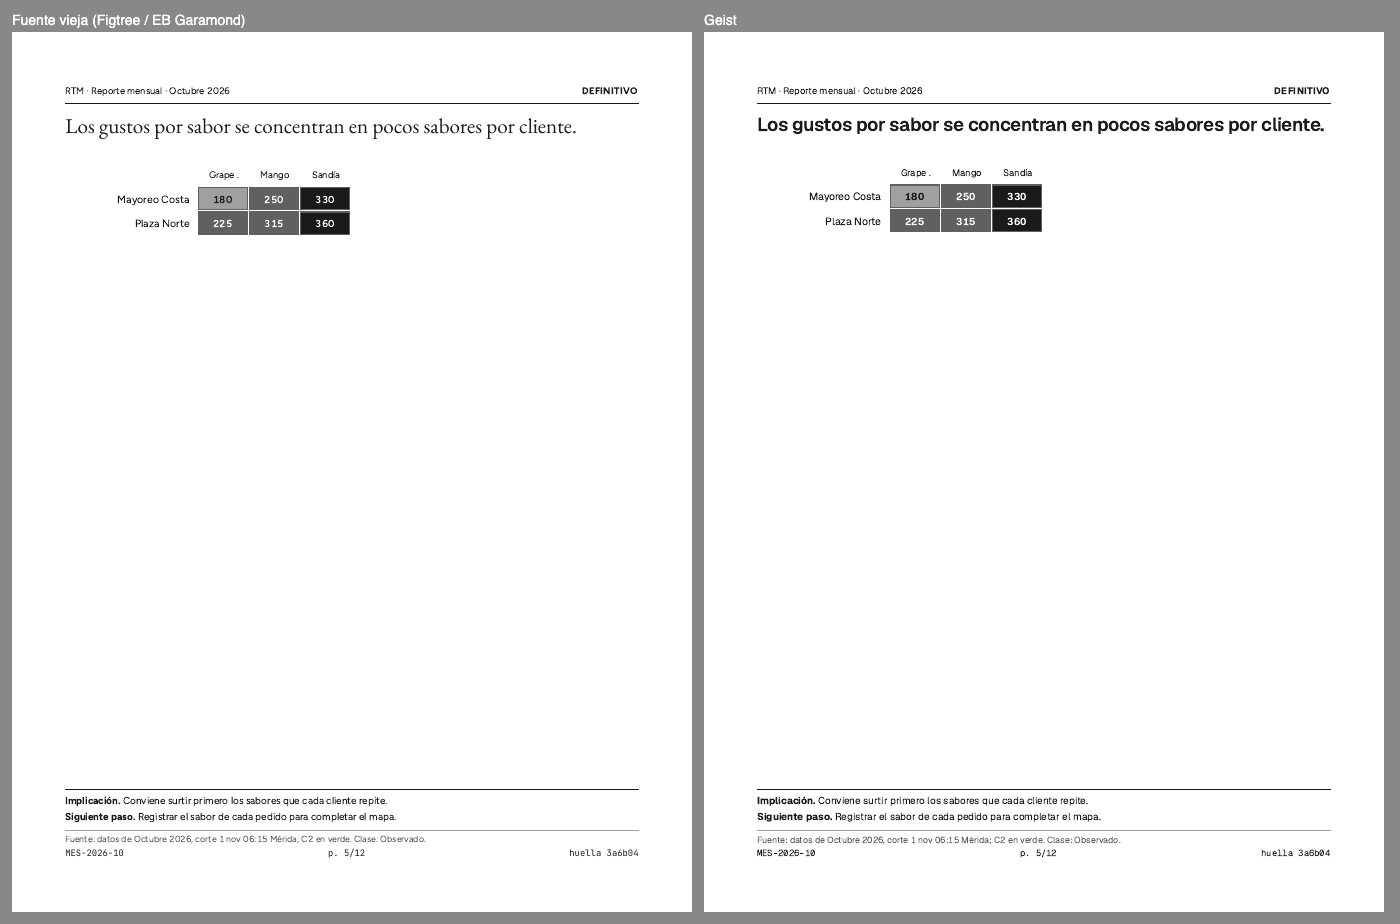 Fuente vieja (Figtree / EB Garamond)
RTM · Reporte mensual · Octubre 2026 DEFINITIVO
Los gustos por sabor se concentran en pocos sabores por cliente.
Grape . Mango Sandía
Mayoreo Costa 180 250 330
Plaza Norte 225 315 360
Implicación. Conviene surtir primero los sabores que cada cliente repite.
Siguiente paso. Registrar el sabor de cada pedido para completar el mapa.
Fuente: datos de Octubre 2026, corte 1 nov 06:15 Mérida; C2 en verde. Clase: Observado.
MES-2026-10 p. 5/12 huella 3a6b04
Geist
RTM · Reporte mensual · Octubre 2026 DEFINITIVO
Los gustos por sabor se concentran en pocos sabores por cliente.
Grape . Mango Sandía
Mayoreo Costa 180 250 330
Plaza Norte 225 315 360
Implicación. Conviene surtir primero los sabores que cada cliente repite.
Siguiente paso. Registrar el sabor de cada pedido para completar el mapa.
Fuente: datos de Octubre 2026, corte 1 nov 06:15 Mérida; C2 en verde. Clase: Observado.
MES-2026-10 p. 5/12 huella 3a6b04